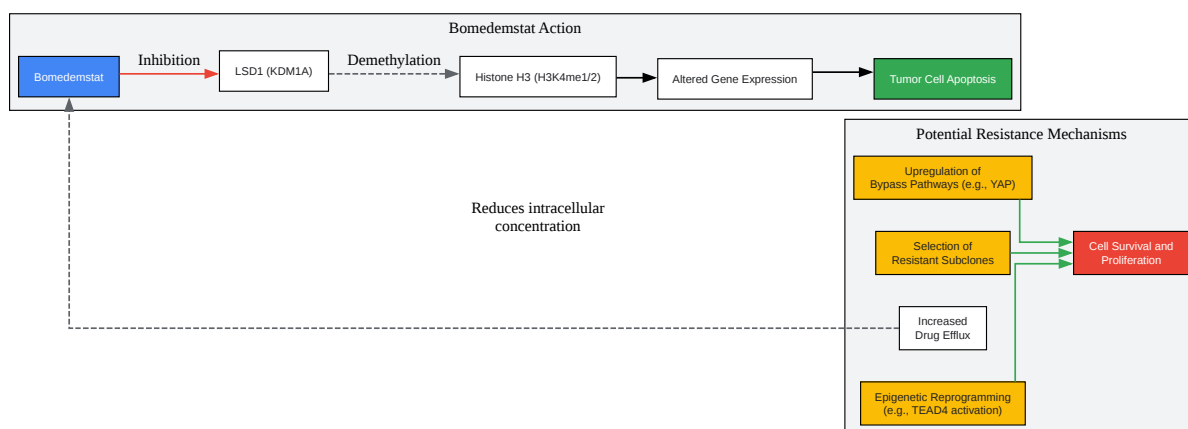 Bomedemstat Action
Bomedemstat
Inhibition
LSD1 (KDM1A)
Demethylation
Histone H3 (H3K4me1/2)
Altered Gene Expression
Tumor Cell Apoptosis
Potential Resistance Mechanisms
Upregulation of
Bypass Pathways (e.g., YAP)
Reduces intracellular
concentration
Selection of
Resistant Subclones
Cell Survival and
Proliferation
Increased
Drug Efflux
Epigenetic Reprogramming
(e.g., TEAD4 activation)